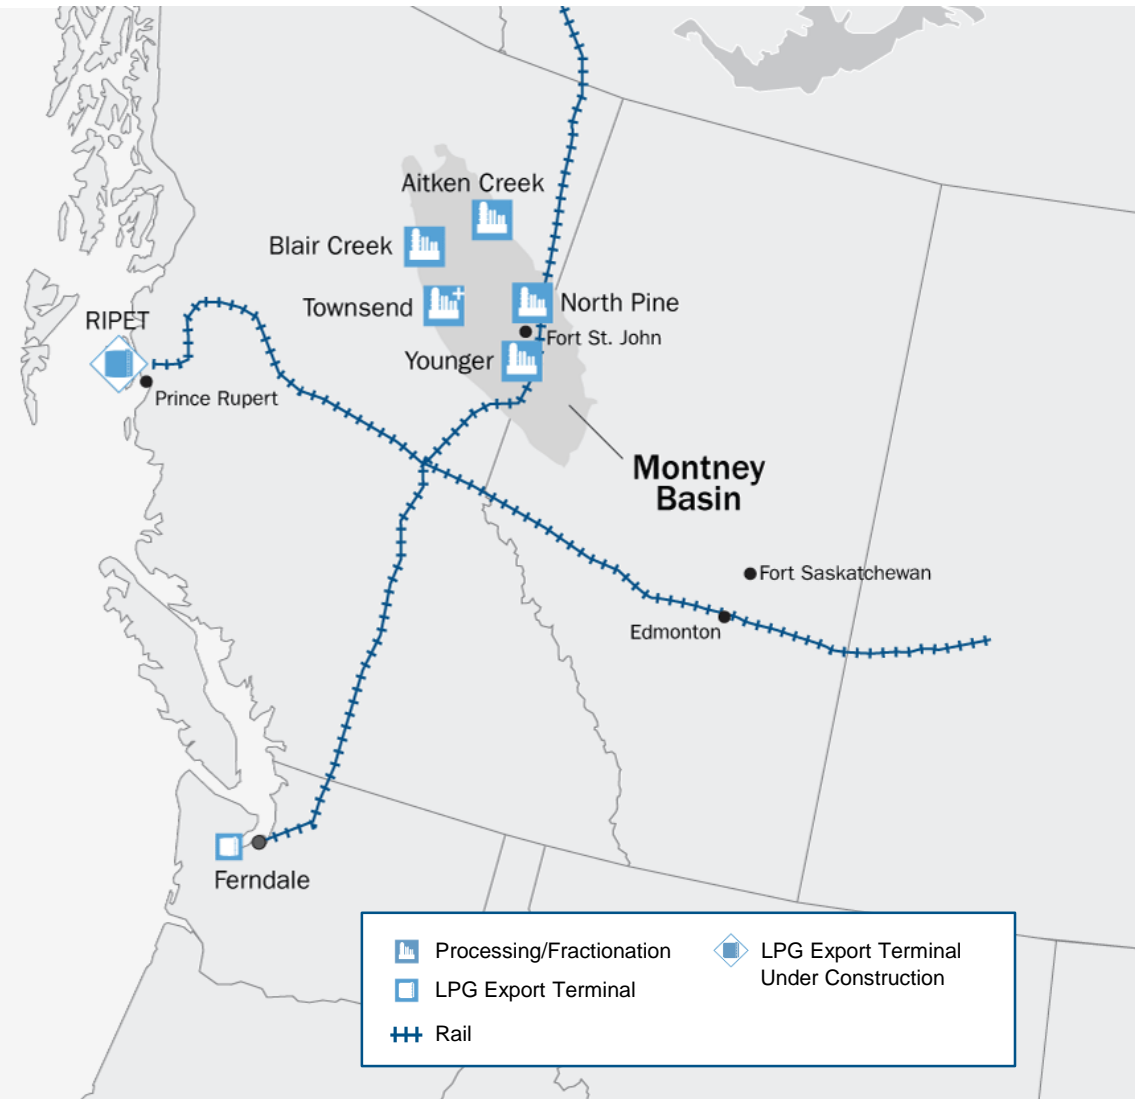 Aitken Creek
Blair Creek
Townsend
North Pine
RIPET
Fort St. John
Younger
Prince Rupert
Montney
Basin
Fort Saskatchewan
Edmonton
Ferndale
Processing/Fractionation
LPG Export Terminal
Rail
LPG Export Terminal
Under Construction